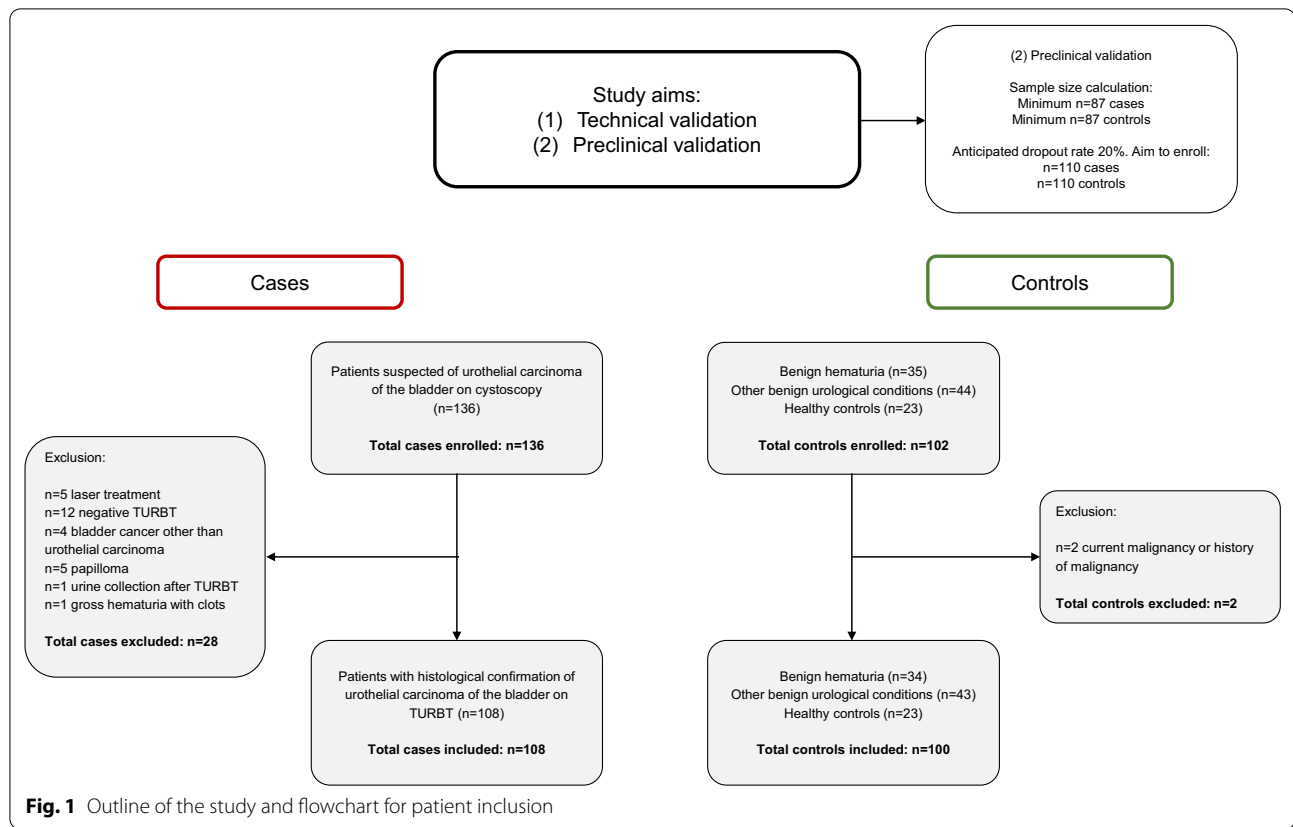 Study aims:
(1) Technical validation
(2) Preclinical validation
(2) Preclinical validation
Sample size calculation:
Minimum n=87 cases
Minimum n=87 controls
Anticipated dropout rate 20%. Aim to enroll:
n=110 cases
n=110 controls
Cases
Controls
Patients suspected of urothelial carcinoma
of the bladder on cystoscopy
(n=136)
Total cases enrolled: n=136
Benign hematuria (n=35)
Other benign urological conditions (n=44)
Healthy controls (n=23)
Total controls enrolled: n=102
Exclusion:
n=5 laser treatment
n=12 negative TURBT
n=4 bladder cancer other than
urothelial carcinoma
n=5 papilloma
n=1 urine collection after TURBT
n=1 gross hematuria with clots
Total cases excluded: n=28
Exclusion:
n=2 current malignancy or history
of malignancy
Total controls excluded: n=2
Patients with histological confirmation of
urothelial carcinoma of the bladder on
TURBT (n=108)
Total cases included: n=108
Benign hematuria (n=34)
Other benign urological conditions (n=43)
Healthy controls (n=23)
Total controls included: n=100
Fig. 1 Outline of the study and flowchart for patient inclusion